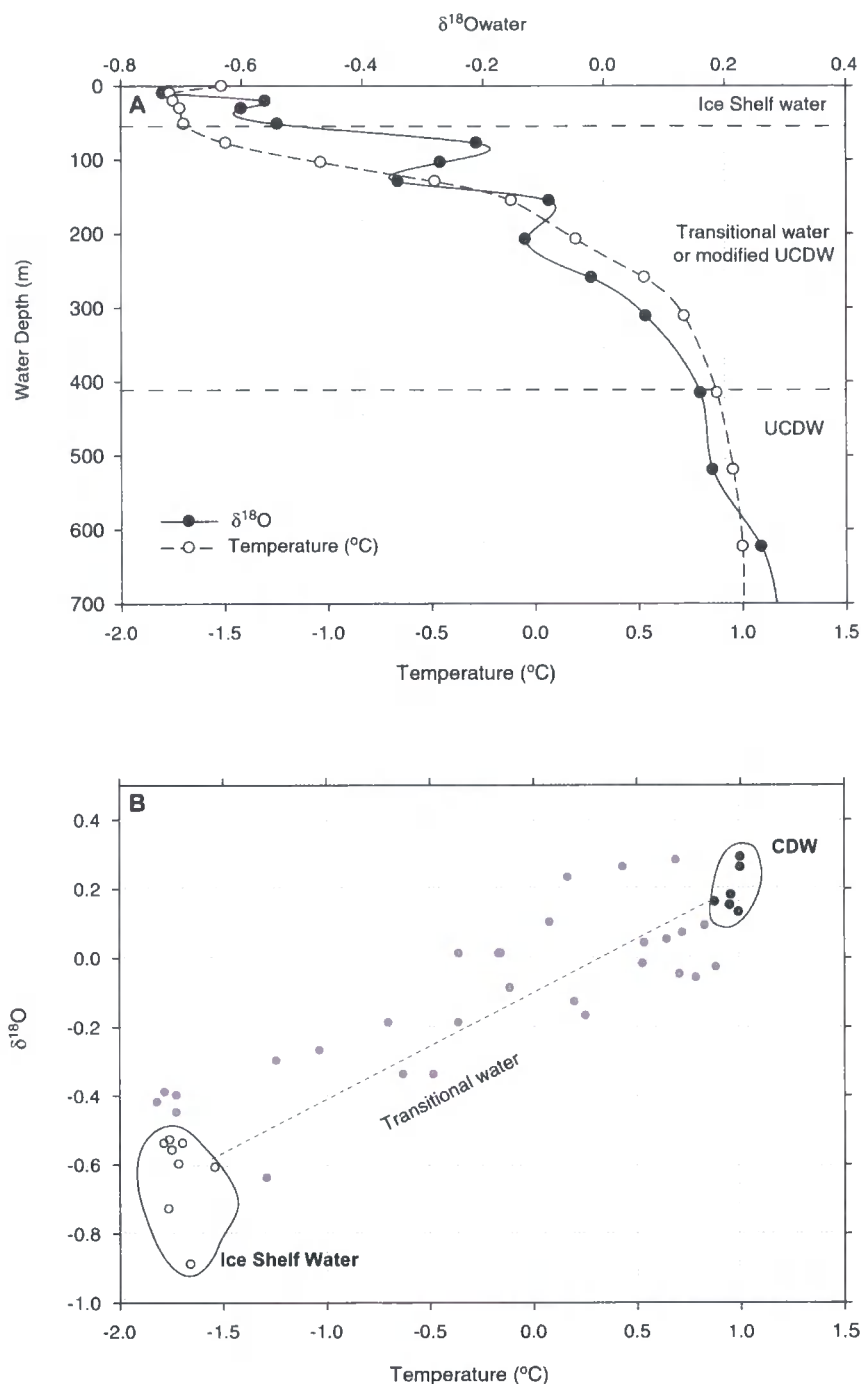 δ¹⁸Owater
-0.8 -0.6 -0.4 -0.2 0.0 0.2 0.4
A
Ice Shelf water
Transitional water
or modified UCDW
UCDW
δ¹⁸O
Temperature (ºC)
0
100
200
300
400
500
600
700
Water Depth (m)
-2.0 -1.5 -1.0 -0.5 0.0 0.5 1.0 1.5
Temperature (ºC)
B
CDW
Transitional water
Ice Shelf Water
0.4
0.2
0.0
-0.2
-0.4
-0.6
-0.8
-1.0
δ¹⁸O
-2.0 -1.5 -1.0 -0.5 0.0 0.5 1.0 1.5
Temperature (ºC)